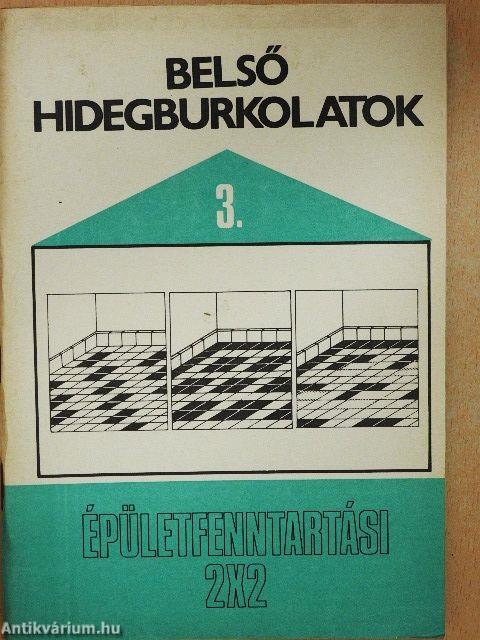 BELSŐ
HIDEGBURKOLATOK
3.
ÉPÜLETFENNTARTÁSI
2X2
Antikvárium.hu